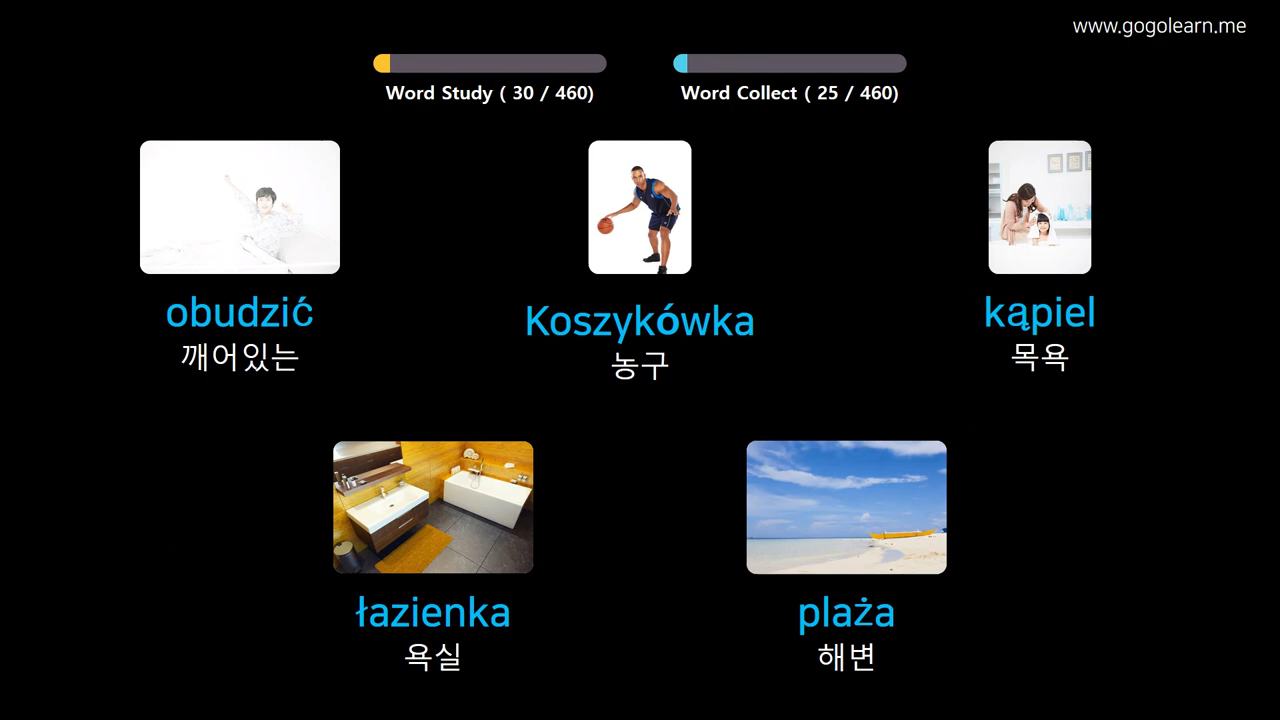 www.gogolearn.me
Word Study ( 30 / 460)
Word Collect ( 25 / 460)
obudzić
깨어있는
Koszykówka
농구
kąpiel
목욕
łazienka
욕실
plaża
해변